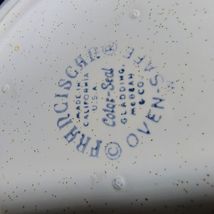 FRANCISCAN
MADE IN
CALIFORNIA
U.S.A.
Color-Seal
GLADDING,
McBEAN
& CO.
OVEN-SAFE
©